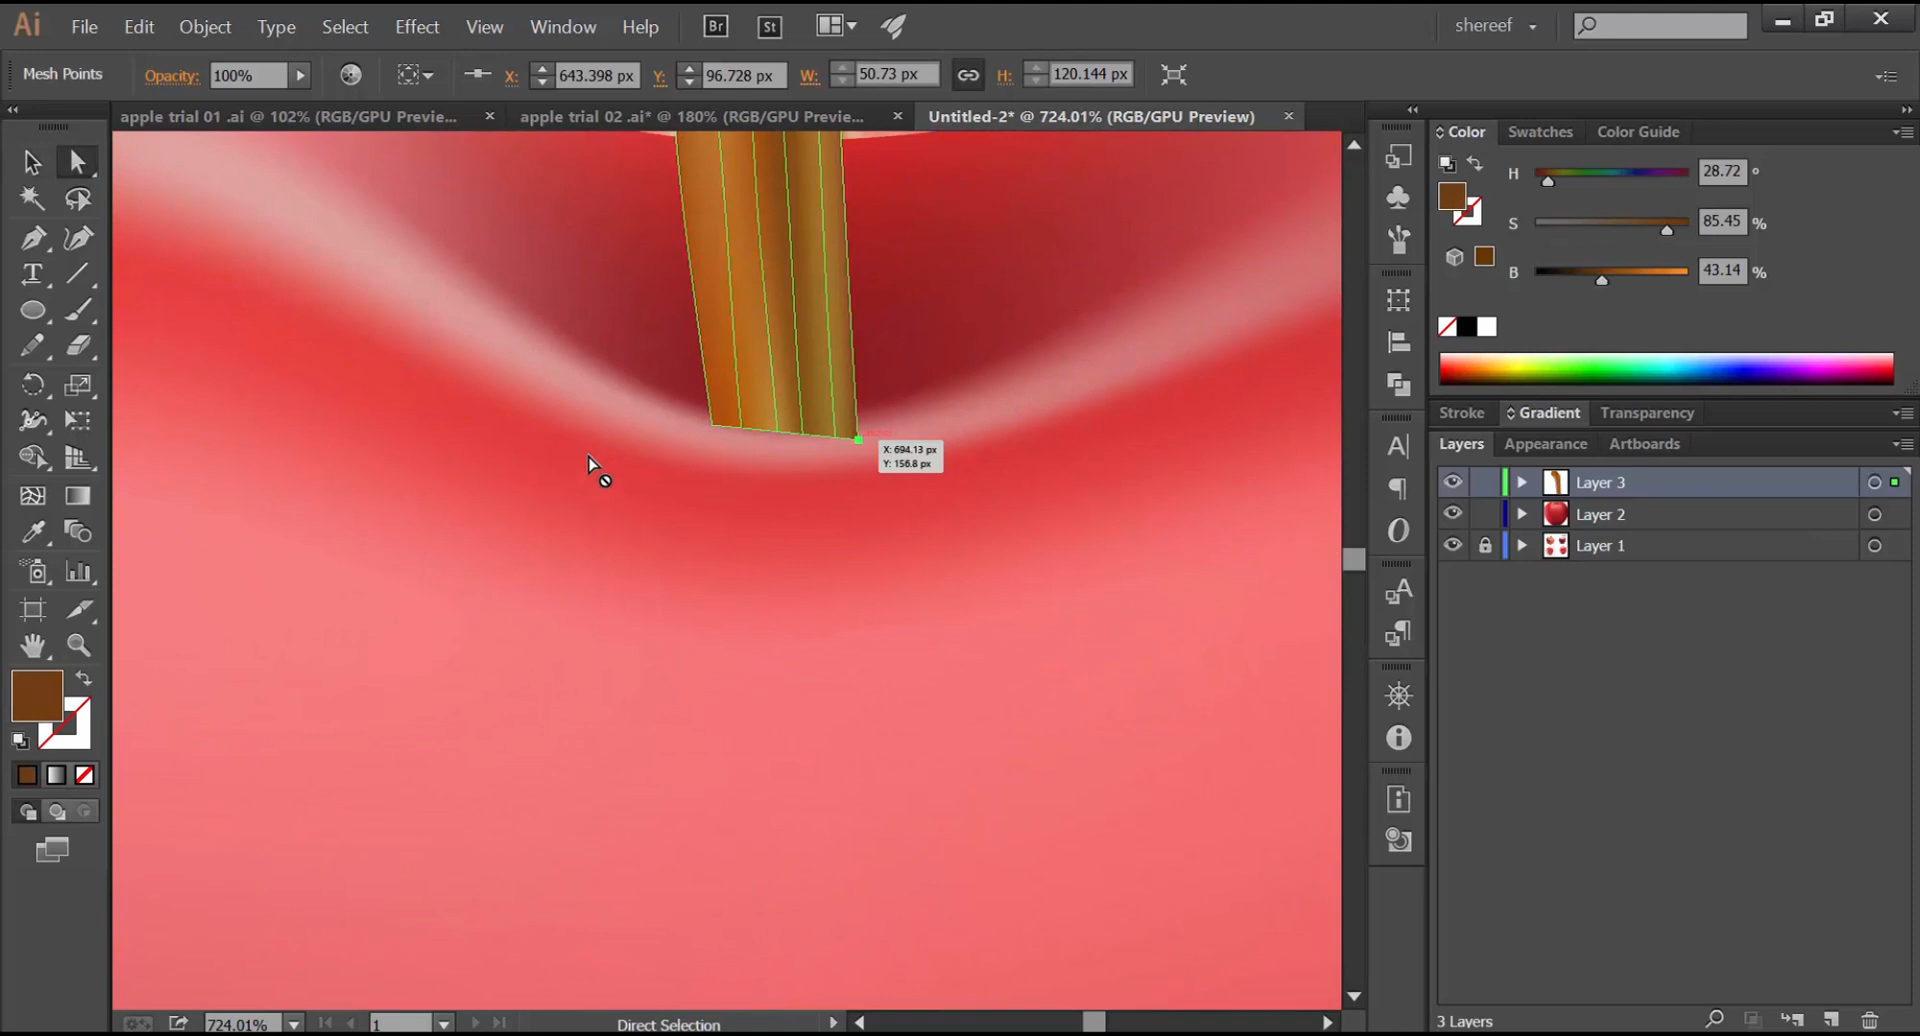 Ai File Edit Object Type Select Effect View Window Help Br St shereef
Mesh Points Opacity: 100% X: 643.398 px Y: 96.728 px W: 50.73 px H: 120.144 px
apple trial 01 .ai @ 102% (RGB/GPU Previe... apple trial 02 .ai* @ 180% (RGB/GPU Previe... Untitled-2* @ 724.01% (RGB/GPU Preview)
Color Swatches Color Guide
H 28.72 °
S 85.45 %
B 43.14 %
Stroke Gradient Transparency
Layers Appearance Artboards
X: 694.13 px
Y: 156.8 px
Layer 3
Layer 2
Layer 1
724.01% 1 Direct Selection 3 Layers